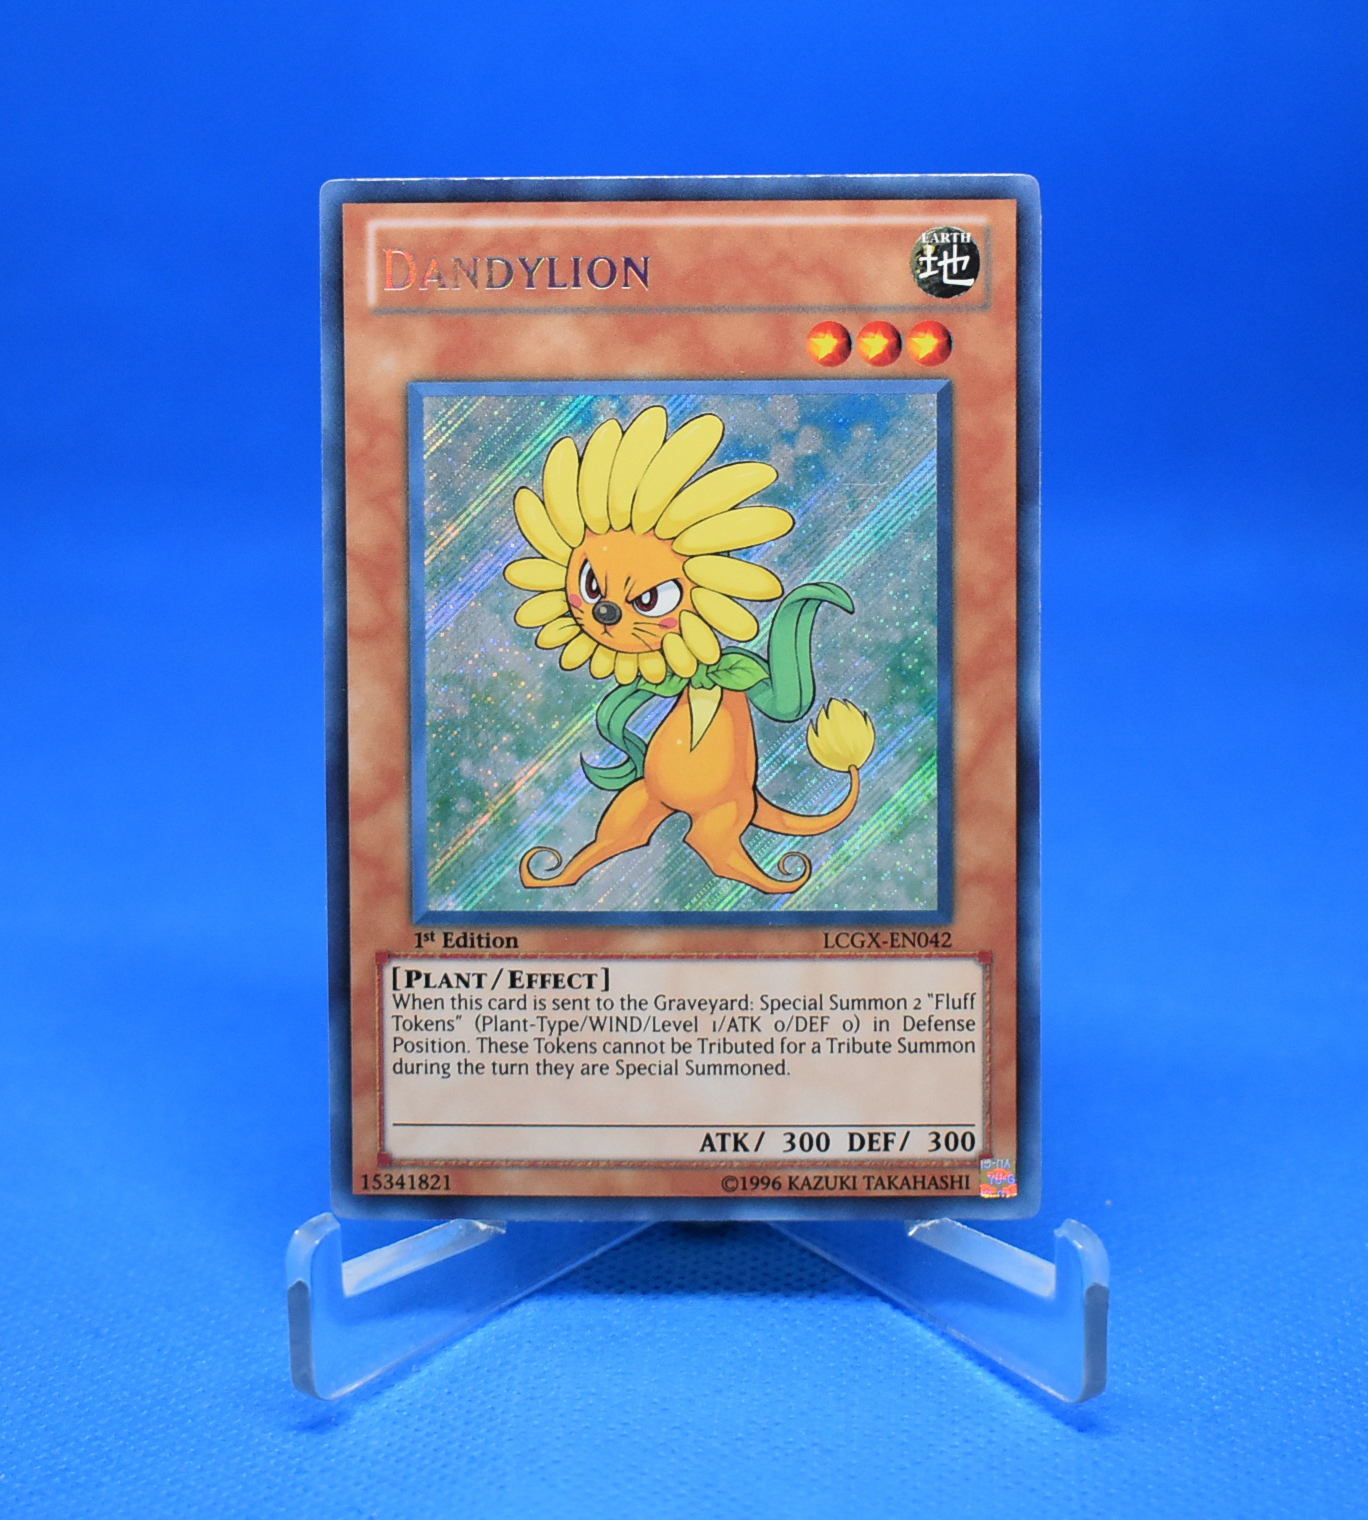 DANDYLION
EARTH
地
1st Edition
LCGX-EN042
[PLANT/EFFECT]
When this card is sent to the Graveyard: Special Summon 2 "Fluff
Tokens" (Plant-Type/WIND/Level 1/ATK 0/DEF 0) in Defense
Position. These Tokens cannot be Tributed for a Tribute Summon
during the turn they are Special Summoned.
ATK/ 300 DEF/ 300
15341821
©1996 KAZUKI TAKAHASHI